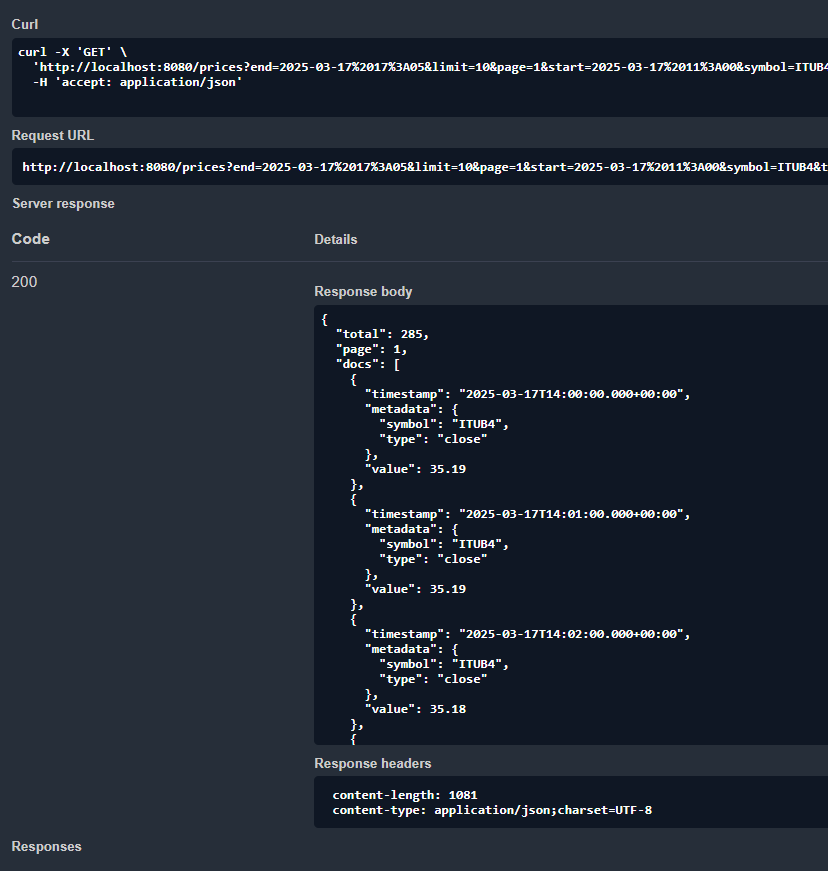 Curl
curl -X 'GET' \
'http://localhost:8080/prices?end=2025-03-17%2017%3A05&limit=10&page=1&start=2025-03-17%2011%3A00&symbol=ITUB4
-H 'accept: application/json'
Request URL
http://localhost:8080/prices?end=2025-03-17%2017%3A05&limit=10&page=1&start=2025-03-17%2011%3A00&symbol=ITUB4&t
Server response
Code Details
200
Response body
{
"total": 285,
"page": 1,
"docs": [
{
"timestamp": "2025-03-17T14:00:00.000+00:00",
"metadata": {
"symbol": "ITUB4",
"type": "close"
},
"value": 35.19
},
{
"timestamp": "2025-03-17T14:01:00.000+00:00",
"metadata": {
"symbol": "ITUB4",
"type": "close"
},
"value": 35.19
},
{
"timestamp": "2025-03-17T14:02:00.000+00:00",
"metadata": {
"symbol": "ITUB4",
"type": "close"
},
"value": 35.18
},
{
Response headers
content-length: 1081
content-type: application/json;charset=UTF-8
Responses